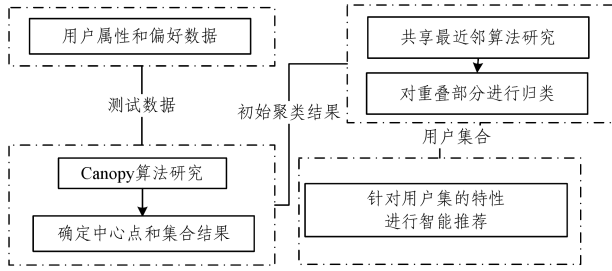 用户属性和偏好数据
测试数据
Canopy算法研究
确定中心点和集合结果
初始聚类结果
共享最近邻算法研究
对重叠部分进行归类
用户集合
针对用户集的特性
进行智能推荐